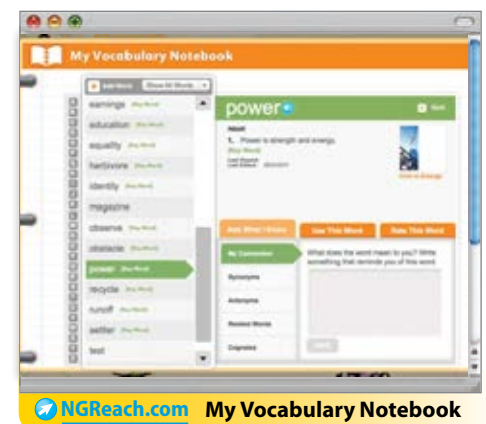 My Vocabulary Notebook
Add Word Show All Words
earnings (Key Word)
education (Key Word)
equality (Key Word)
herbivore (Key Word)
identity (Key Word)
magazine
observe (Key Word)
obstacle (Key Word)
power (Key Word)
recycle (Key Word)
runoff (Key Word)
settler (Key Word)
test
power
noun
1. Power is strength and energy.
(Key Word)
Add What I Know
Use This Word
Rate This Word
My Connection
Synonyms
Antonyms
Review Words
Cognates
What does the word mean to you? Write
something that reminds you of this word.
NGReach.com My Vocabulary Notebook